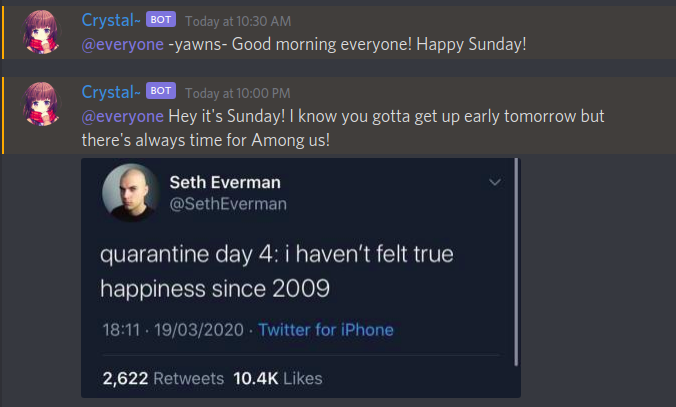 Crystal~ BOT Today at 10:30 AM
@everyone -yawns- Good morning everyone! Happy Sunday!
Crystal~ BOT Today at 10:00 PM
@everyone Hey it's Sunday! I know you gotta get up early tomorrow but
there's always time for Among us!
Seth Everman
@SethEverman
quarantine day 4: i haven't felt true
happiness since 2009
18:11 · 19/03/2020 · Twitter for iPhone
2,622 Retweets 10.4K Likes